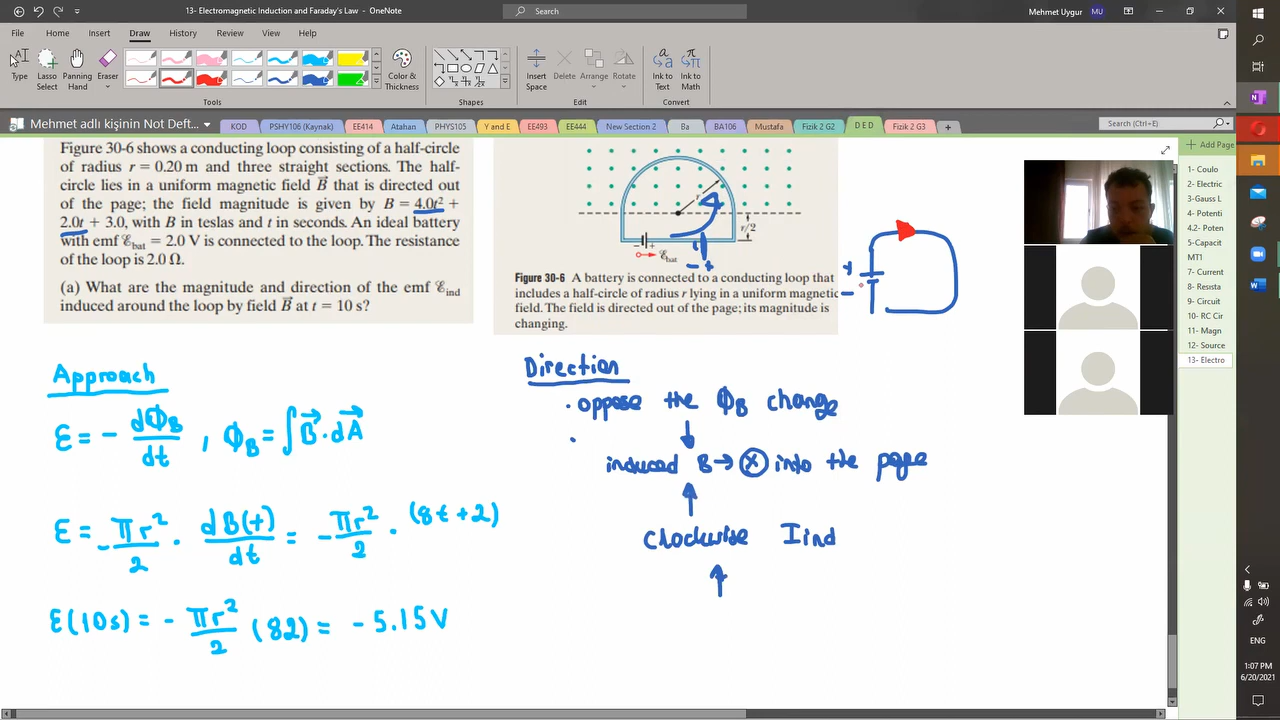 13- Electromagnetic Induction and Faraday's Law - OneNote
Search
Mehmet Uygur MU
File Home Insert Draw History Review View Help
Type
Lasso Select
Panning Hand
Eraser
Color & Thickness
Insert Space
Delete
Arrange
Rotate
Ink to Text
Ink to Math
Tools
Shapes
Edit
Convert
Mehmet adlı kişinin Not Deft...
KOD PSHY106 (Kaynak) EE414 Atahan PHYS105 Y and E EE493 EE444 New Section 2 Ba BA106 Mustafa Fizik 2 G2 D E D Fizik 2 G3
Search (Ctrl+E)
Add Page
1- Coulo
2- Electric
3-Gauss L
4- Potenti
4.2- Poten
5-Capacit
MT1
7- Current
8- Resista
9- Circuit
10- RC Cir
11- Magn
12- Source
13- Electro
Figure 30-6 shows a conducting loop consisting of a half-circle
of radius r = 0.20 m and three straight sections. The half-
circle lies in a uniform magnetic field B⃗ that is directed out
of the page; the field magnitude is given by B = 4.0t² +
2.0t + 3.0, with B in teslas and t in seconds. An ideal battery
with emf ℰbat = 2.0 V is connected to the loop. The resistance
of the loop is 2.0 Ω.
(a) What are the magnitude and direction of the emf ℰind
induced around the loop by field B⃗ at t = 10 s?
r
r/2
- +
ℰbat
- +
Figure 30-6 A battery is connected to a conducting loop that
includes a half-circle of radius r lying in a uniform magnetic
field. The field is directed out of the page; its magnitude is
changing.
+
-
Approach
ℰ = - dΦB/dt , ΦB = ∫B⃗·dA⃗
ℰ = -πr²/2 · dB(t)/dt = -πr²/2 · (8t+2)
ℰ(10s) = - πr²/2 (82) = - 5.15V
Direction
· oppose the ΦB change
·
induced B → ⊗ into the page
clockwise Iind
ENG
1:07 PM
6/20/2021